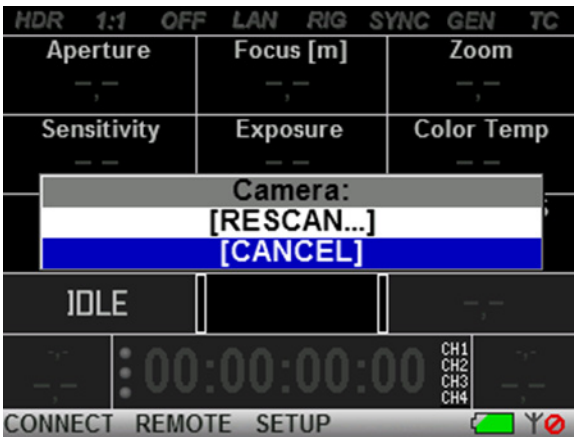 HDR 1:1 OFF LAN RIG SYNC GEN TC
Aperture Focus [m] Zoom
-,- -,- -,-
Sensitivity Exposure Color Temp
-- -- --
Camera:
[RESCAN...]
[CANCEL]
IDLE -,-
-,- 00:00:00:00 CH1 -,-
CH2
-,- CH3 -,-
CH4
CONNECT REMOTE SETUP